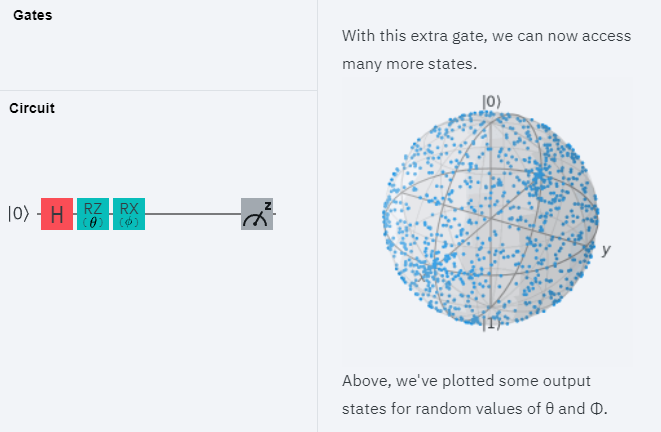 Gates
Circuit
|0⟩ H RZ (θ) RX (ϕ) z
With this extra gate, we can now access
many more states.
|0⟩
x
y
|1⟩
Above, we've plotted some output
states for random values of θ and Φ.